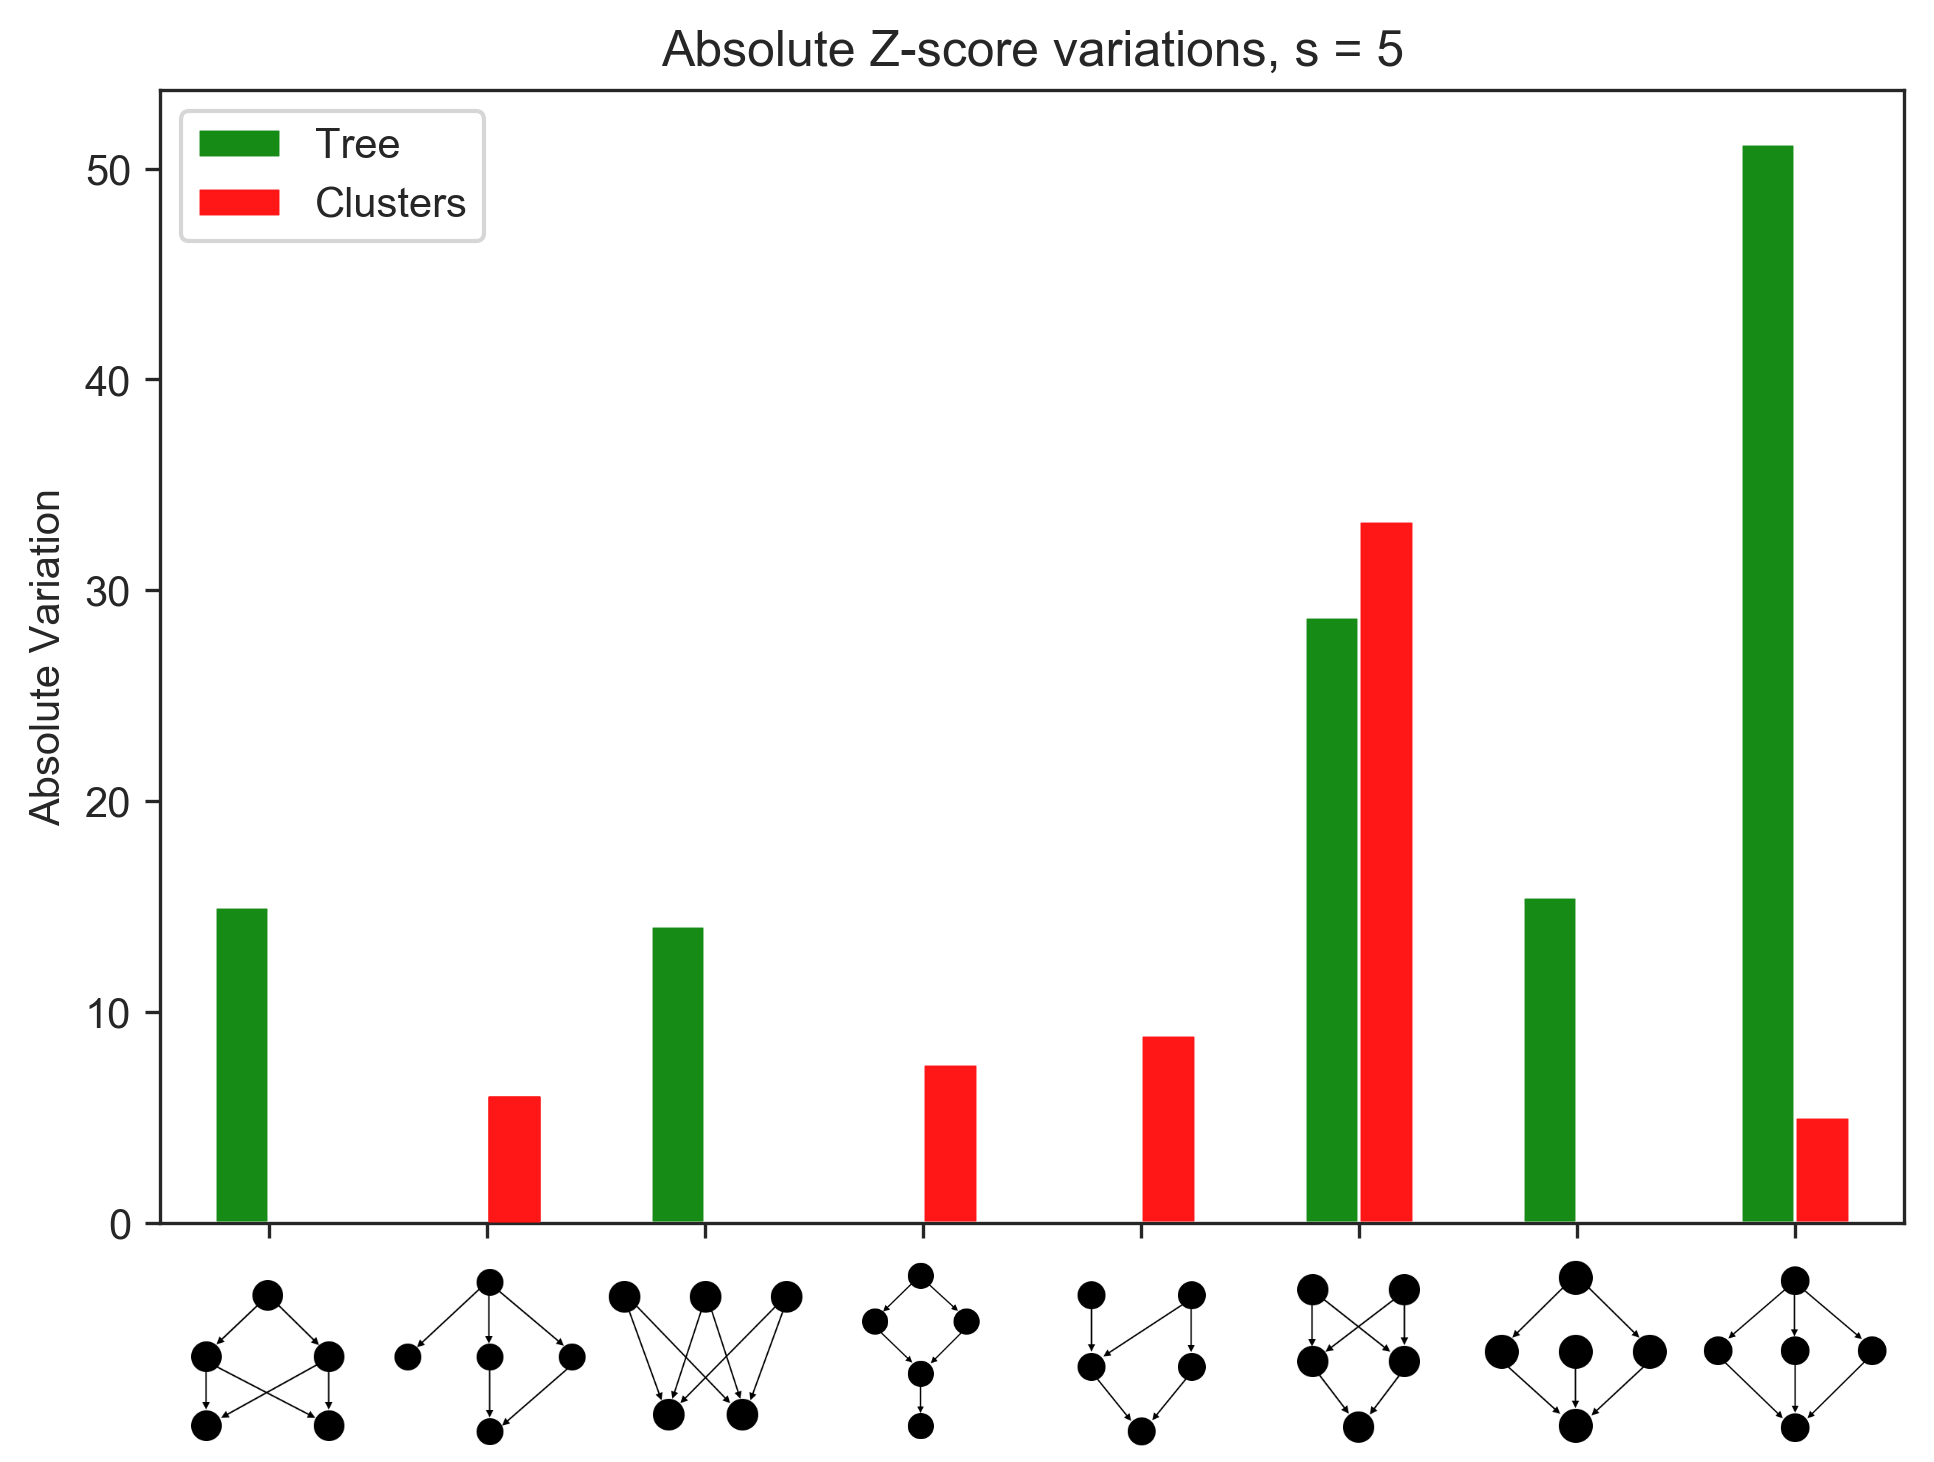 Absolute Z-score variations, s = 5
Tree
Clusters
Absolute Variation
50
40
30
20
10
0